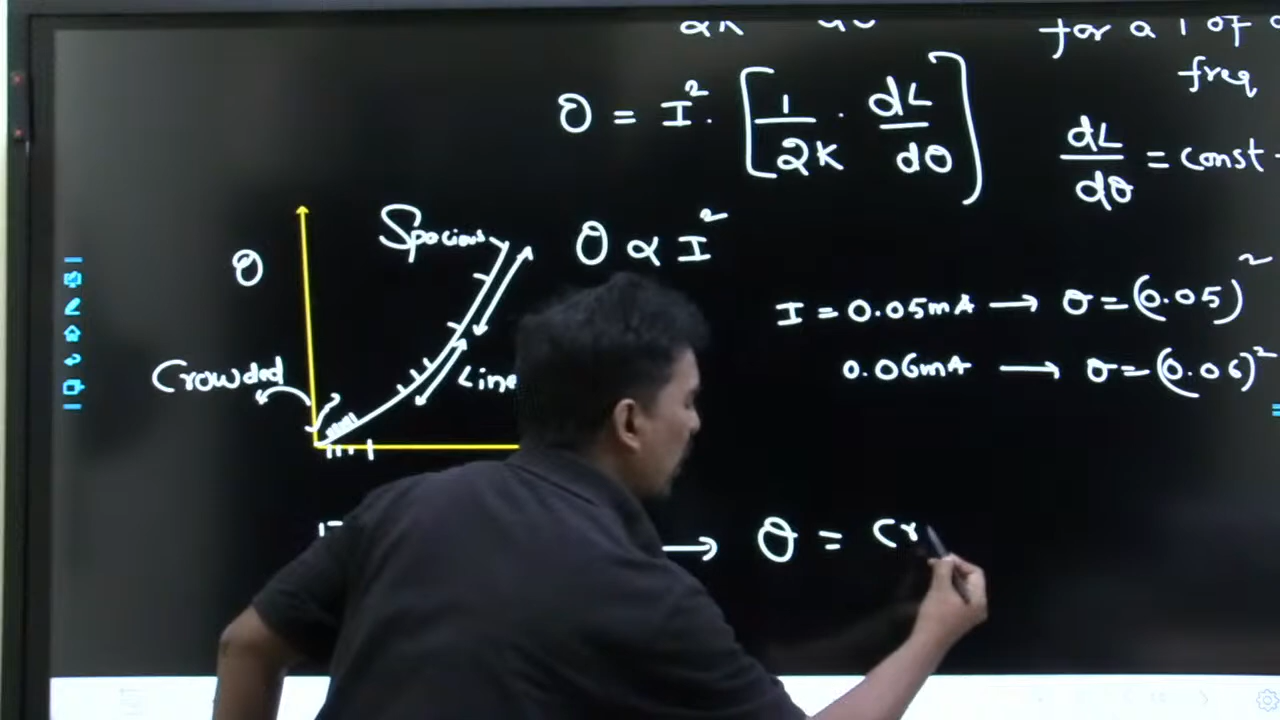 for a 1 of
freq
θ = I². [1/2K · dL/dθ]
dL/dθ = const
Spacious
θ ∝ I²
θ
I = 0.05mA → θ = (0.05)²
0.06mA → θ = (0.06)²
Crowded
Line
→ θ = Cr